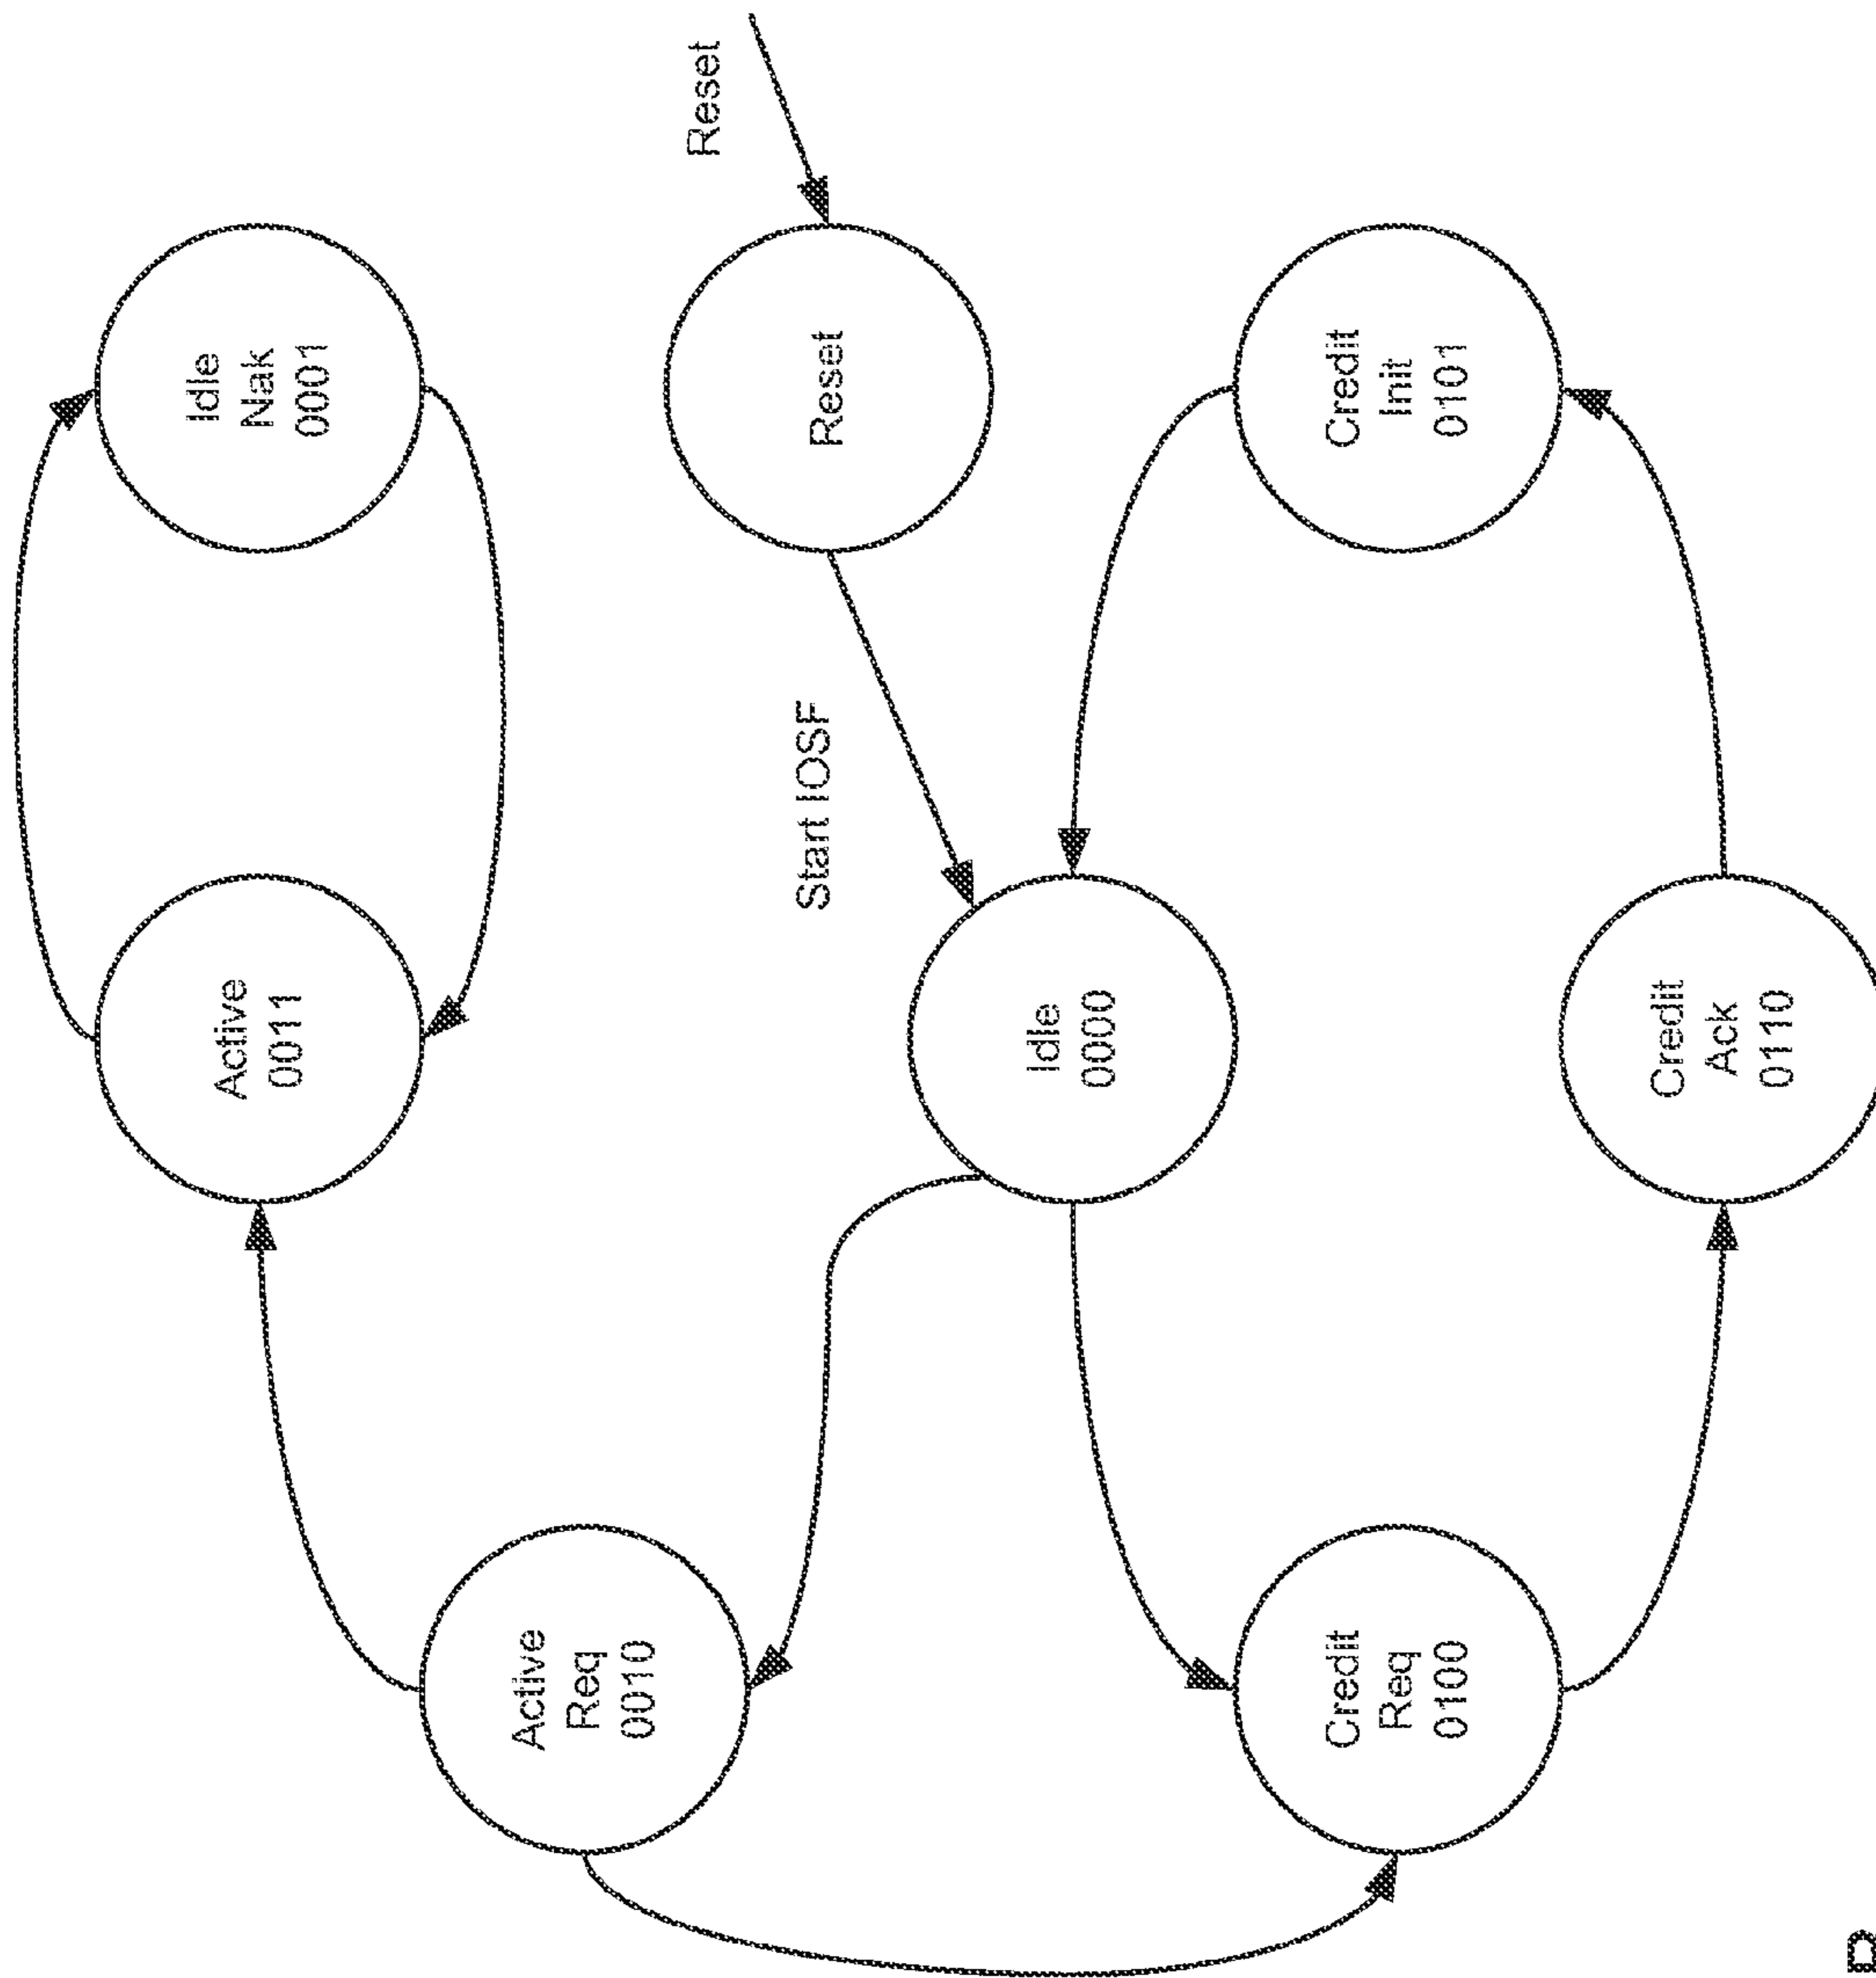 Active
0011
Idle
Nak
0001
Active
Req
0010
Reset
Start IOSF
Reset
Idle
0000
Credit
Req
0100
Credit
Init
0101
Credit
Ack
0110